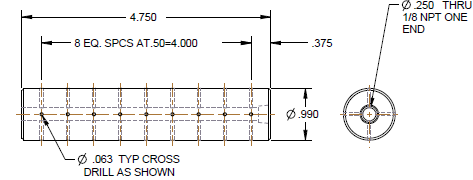 4.750
Ø .250 THRU
1/8 NPT ONE
END
8 EQ. SPCS AT.50=4.000
.375
Ø.990
Ø .063 TYP CROSS
DRILL AS SHOWN